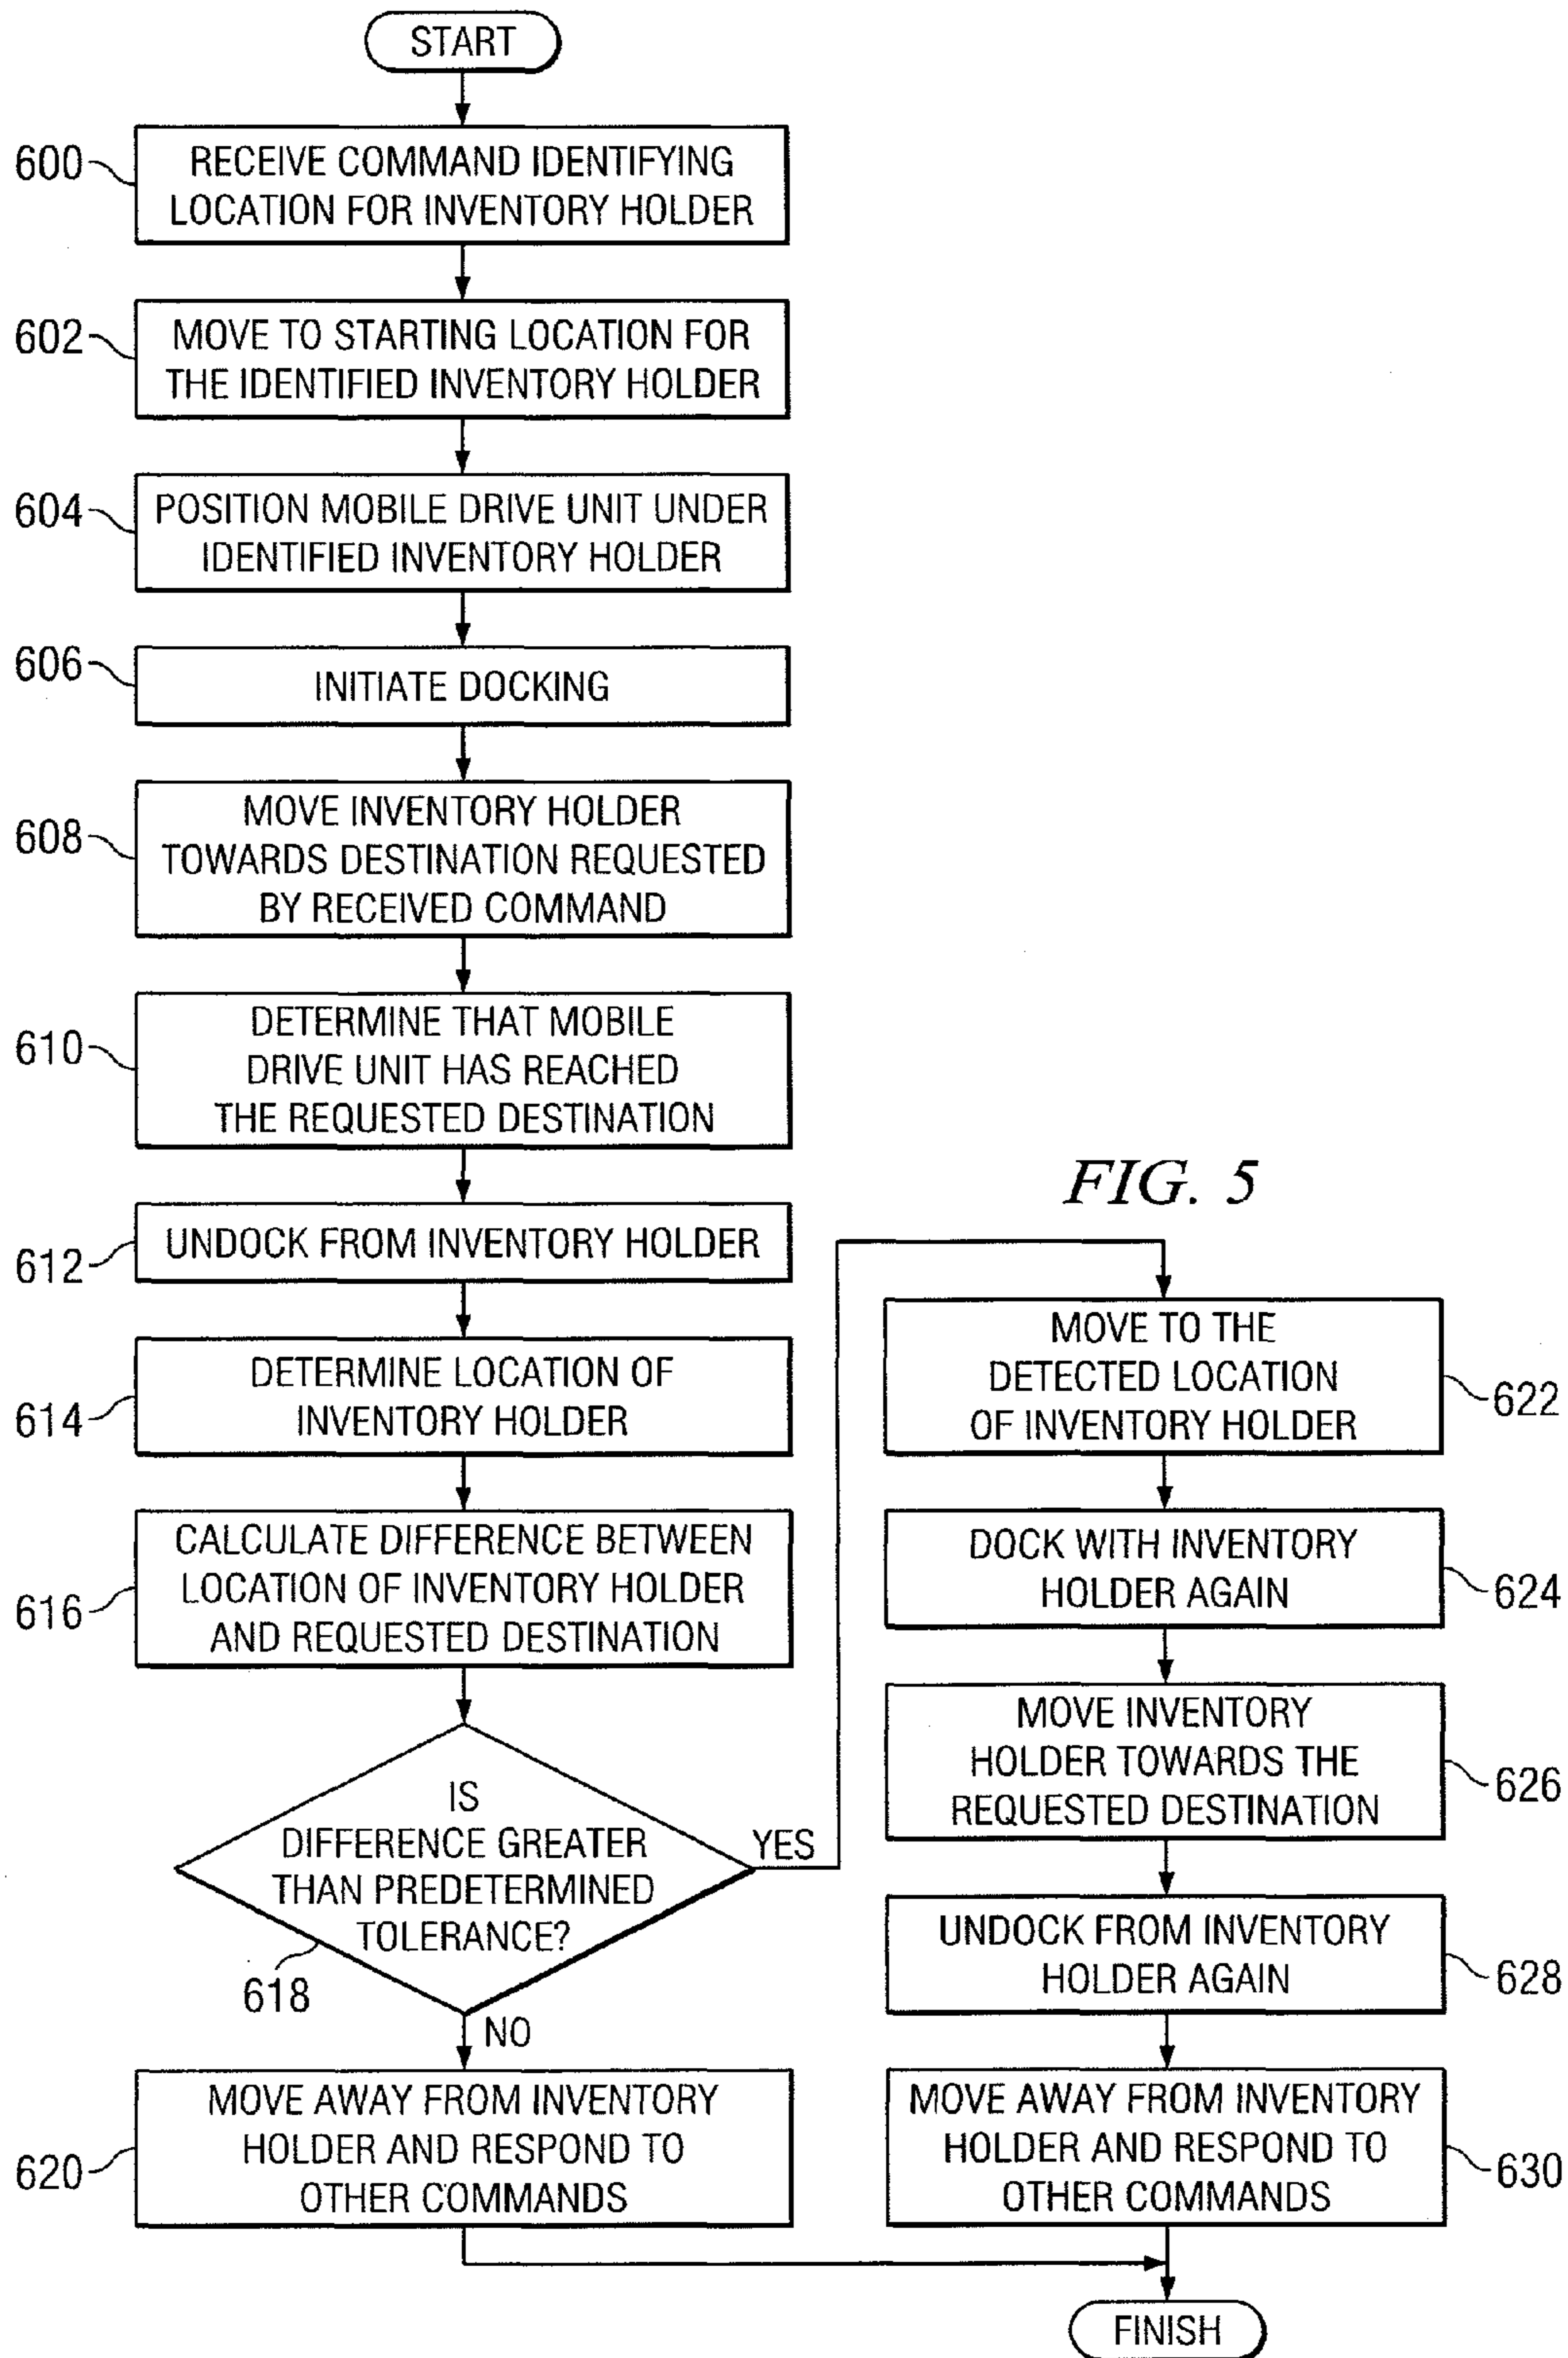 START
600
RECEIVE COMMAND IDENTIFYING
LOCATION FOR INVENTORY HOLDER
602
MOVE TO STARTING LOCATION FOR
THE IDENTIFIED INVENTORY HOLDER
604
POSITION MOBILE DRIVE UNIT UNDER
IDENTIFIED INVENTORY HOLDER
606
INITIATE DOCKING
608
MOVE INVENTORY HOLDER
TOWARDS DESTINATION REQUESTED
BY RECEIVED COMMAND
610
DETERMINE THAT MOBILE
DRIVE UNIT HAS REACHED
THE REQUESTED DESTINATION
612
UNDOCK FROM INVENTORY HOLDER
614
DETERMINE LOCATION OF
INVENTORY HOLDER
616
CALCULATE DIFFERENCE BETWEEN
LOCATION OF INVENTORY HOLDER
AND REQUESTED DESTINATION
IS
DIFFERENCE GREATER
THAN PREDETERMINED
TOLERANCE?
618
YES
NO
620
MOVE AWAY FROM INVENTORY
HOLDER AND RESPOND TO
OTHER COMMANDS
FIG. 5
MOVE TO THE
DETECTED LOCATION
OF INVENTORY HOLDER
622
DOCK WITH INVENTORY
HOLDER AGAIN
624
MOVE INVENTORY
HOLDER TOWARDS THE
REQUESTED DESTINATION
626
UNDOCK FROM INVENTORY
HOLDER AGAIN
628
MOVE AWAY FROM INVENTORY
HOLDER AND RESPOND TO
OTHER COMMANDS
630
FINISH